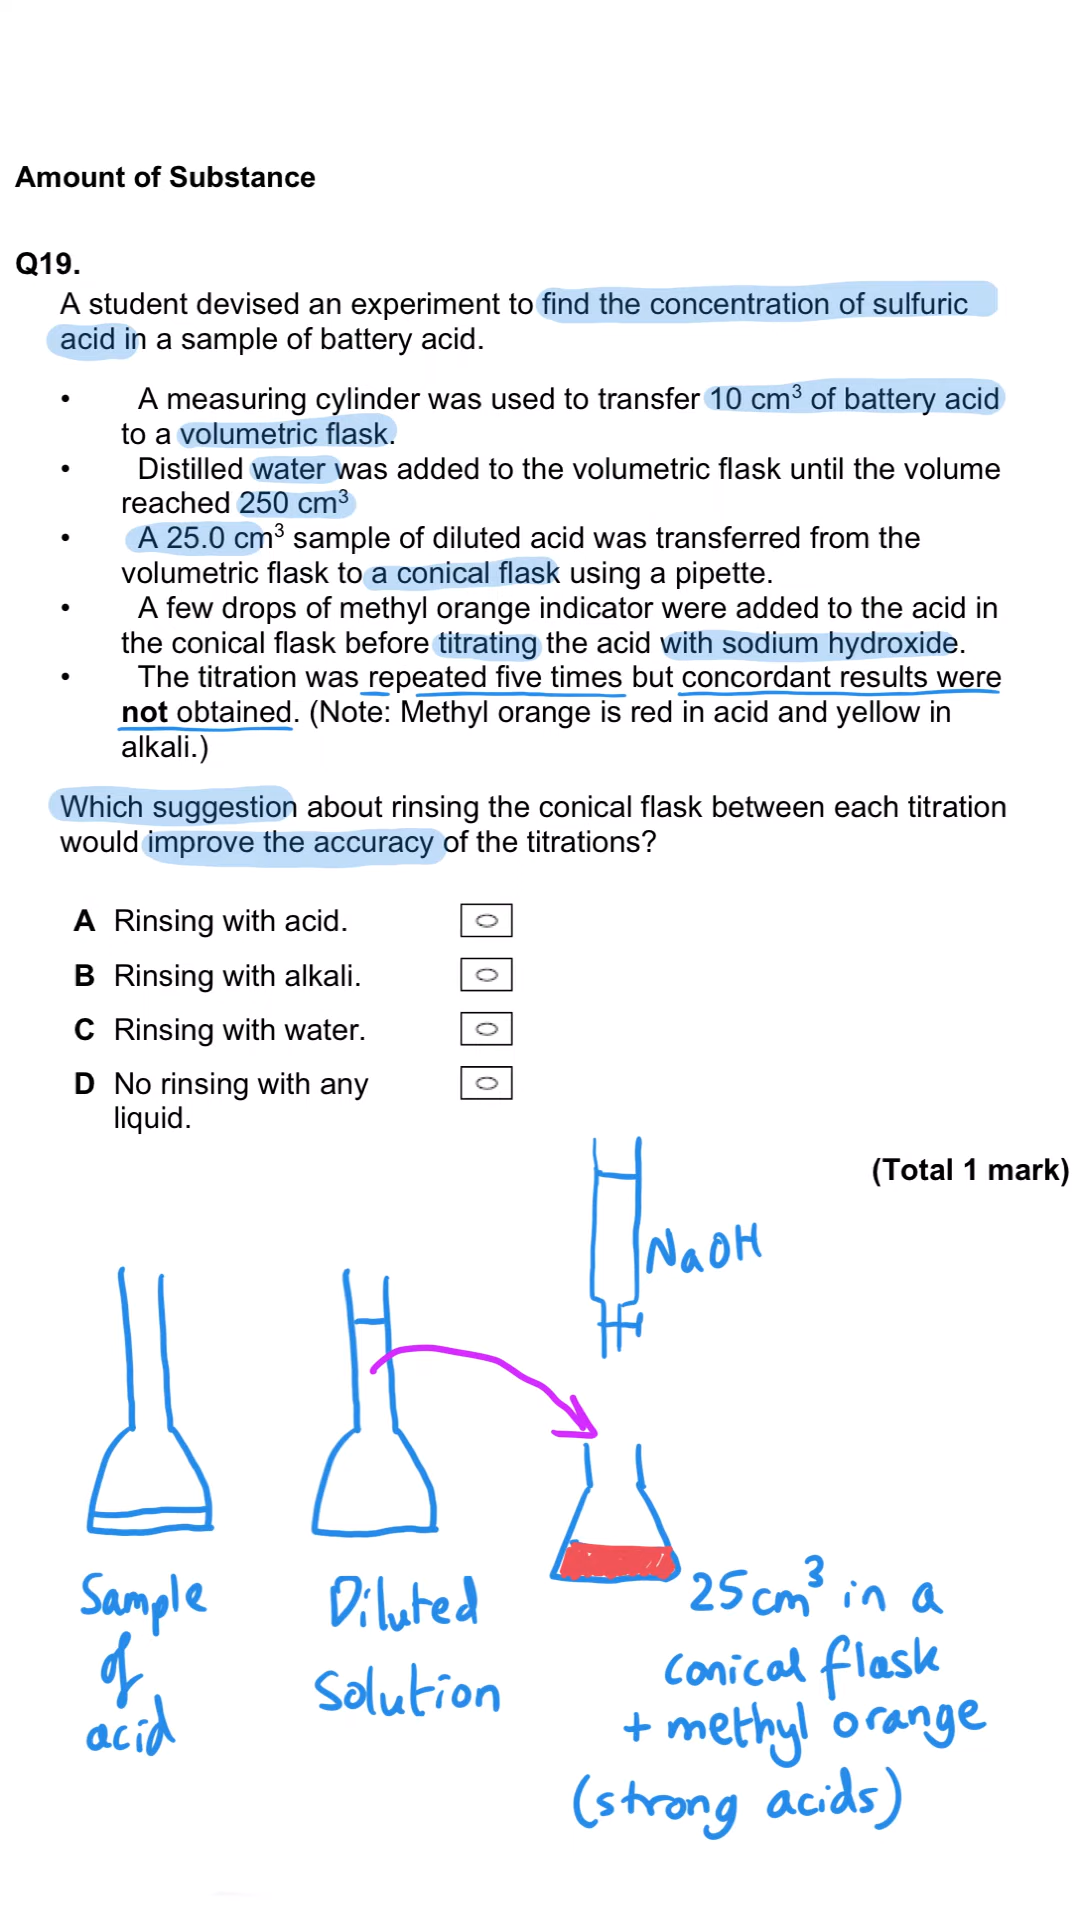 Amount of Substance
Q19.
A student devised an experiment to find the concentration of sulfuric
acid in a sample of battery acid.
• A measuring cylinder was used to transfer 10 cm³ of battery acid
to a volumetric flask.
• Distilled water was added to the volumetric flask until the volume
reached 250 cm³
• A 25.0 cm³ sample of diluted acid was transferred from the
volumetric flask to a conical flask using a pipette.
• A few drops of methyl orange indicator were added to the acid in
the conical flask before titrating the acid with sodium hydroxide.
• The titration was repeated five times but concordant results were
not obtained. (Note: Methyl orange is red in acid and yellow in
alkali.)
Which suggestion about rinsing the conical flask between each titration
would improve the accuracy of the titrations?
A Rinsing with acid.
B Rinsing with alkali.
C Rinsing with water.
D No rinsing with any
liquid.
(Total 1 mark)
NaOH
Sample
of
acid
Diluted
Solution
25cm³ in a
conical flask
+ methyl orange
(strong acids)